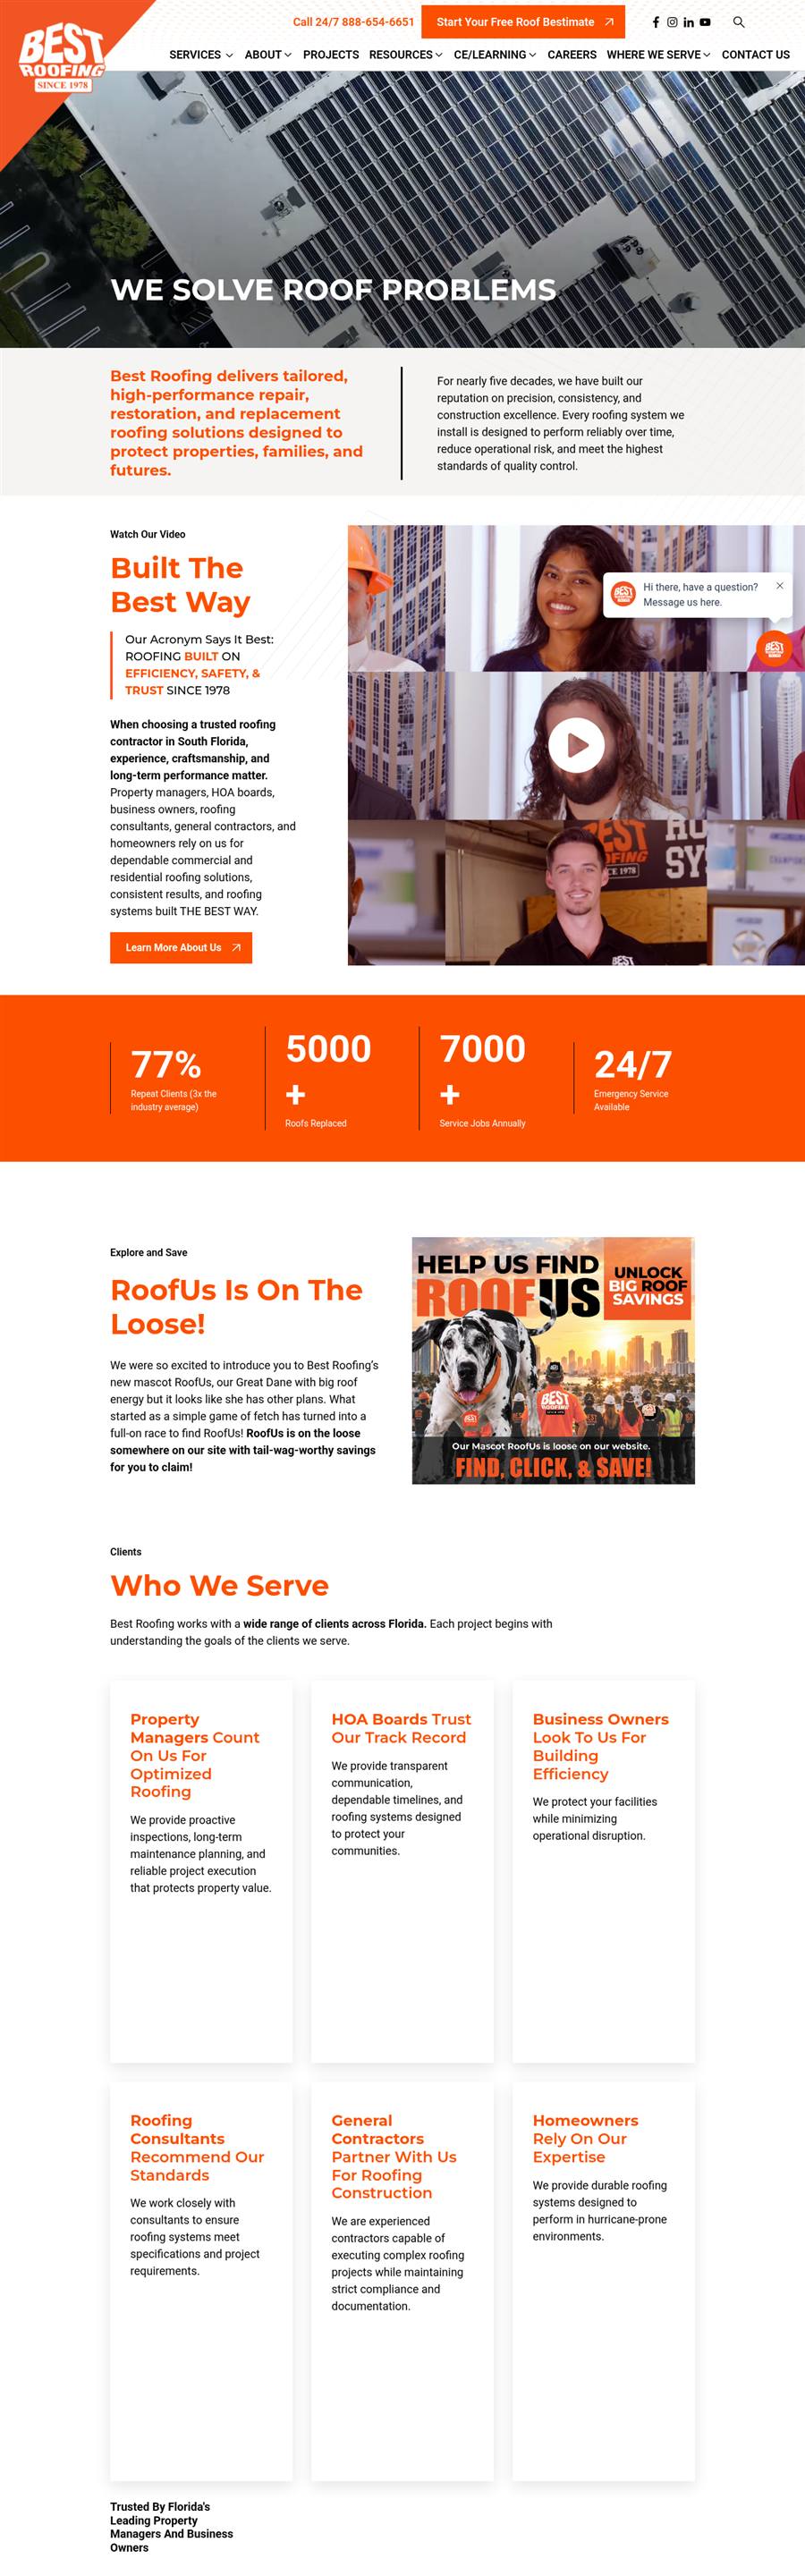 BEST
ROOFING
SINCE 1978
Call 24/7 888-654-6651
Start Your Free Roof Bestimate
SERVICES
ABOUT
PROJECTS
RESOURCES
CE/LEARNING
CAREERS
WHERE WE SERVE
CONTACT US
WE SOLVE ROOF PROBLEMS
Best Roofing delivers tailored,
high-performance repair,
restoration, and replacement
roofing solutions designed to
protect properties, families, and
futures.
For nearly five decades, we have built our
reputation on precision, consistency, and
construction excellence. Every roofing system we
install is designed to perform reliably over time,
reduce operational risk, and meet the highest
standards of quality control.
Watch Our Video
Built The
Best Way
Our Acronym Says It Best:
ROOFING BUILT ON
EFFICIENCY, SAFETY, &
TRUST SINCE 1978
When choosing a trusted roofing
contractor in South Florida,
experience, craftsmanship, and
long-term performance matter.
Property managers, HOA boards,
business owners, roofing
consultants, general contractors, and
homeowners rely on us for
dependable commercial and
residential roofing solutions,
consistent results, and roofing
systems built THE BEST WAY.
Learn More About Us
Hi there, have a question?
Message us here.
BEST
77%
Repeat Clients (3x the
industry average)
5000
+
Roofs Replaced
7000
+
Service Jobs Annually
24/7
Emergency Service
Available
Explore and Save
RoofUs Is On The
Loose!
We were so excited to introduce you to Best Roofing's
new mascot RoofUs, our Great Dane with big roof
energy but it looks like she has other plans. What
started as a simple game of fetch has turned into a
full-on race to find RoofUs! RoofUs is on the loose
somewhere on our site with tail-wag-worthy savings
for you to claim!
HELP US FIND
ROOFUS
UNLOCK
BIG ROOF
SAVINGS
BEST
ROOFING
Our Mascot RoofUs is loose on our website.
FIND, CLICK, & SAVE!
Clients
Who We Serve
Best Roofing works with a wide range of clients across Florida. Each project begins with
understanding the goals of the clients we serve.
Property
Managers Count
On Us For
Optimized
Roofing
We provide proactive
inspections, long-term
maintenance planning, and
reliable project execution
that protects property value.
HOA Boards Trust
Our Track Record
We provide transparent
communication,
dependable timelines, and
roofing systems designed
to protect your
communities.
Business Owners
Look To Us For
Building
Efficiency
We protect your facilities
while minimizing
operational disruption.
Roofing
Consultants
Recommend Our
Standards
We work closely with
consultants to ensure
roofing systems meet
specifications and project
requirements.
General
Contractors
Partner With Us
For Roofing
Construction
We are experienced
contractors capable of
executing complex roofing
projects while maintaining
strict compliance and
documentation.
Homeowners
Rely On Our
Expertise
We provide durable roofing
systems designed to
perform in hurricane-prone
environments.
Trusted By Florida's
Leading Property
Managers And Business
Owners